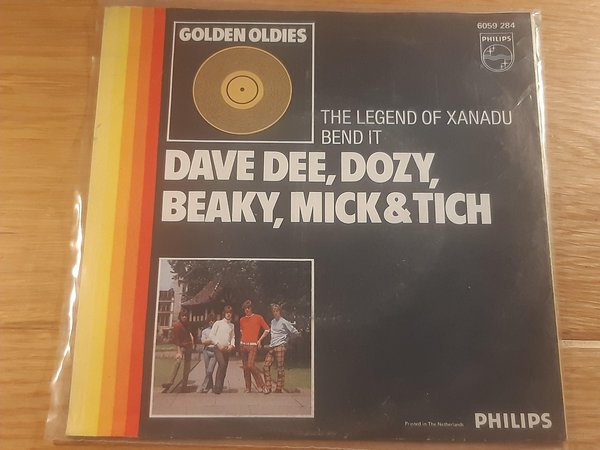 GOLDEN OLDIES
6059 284
PHILIPS
THE LEGEND OF XANADU
BEND IT
DAVE DEE, DOZY,
BEAKY, MICK & TICH
Printed in The Netherlands
PHILIPS